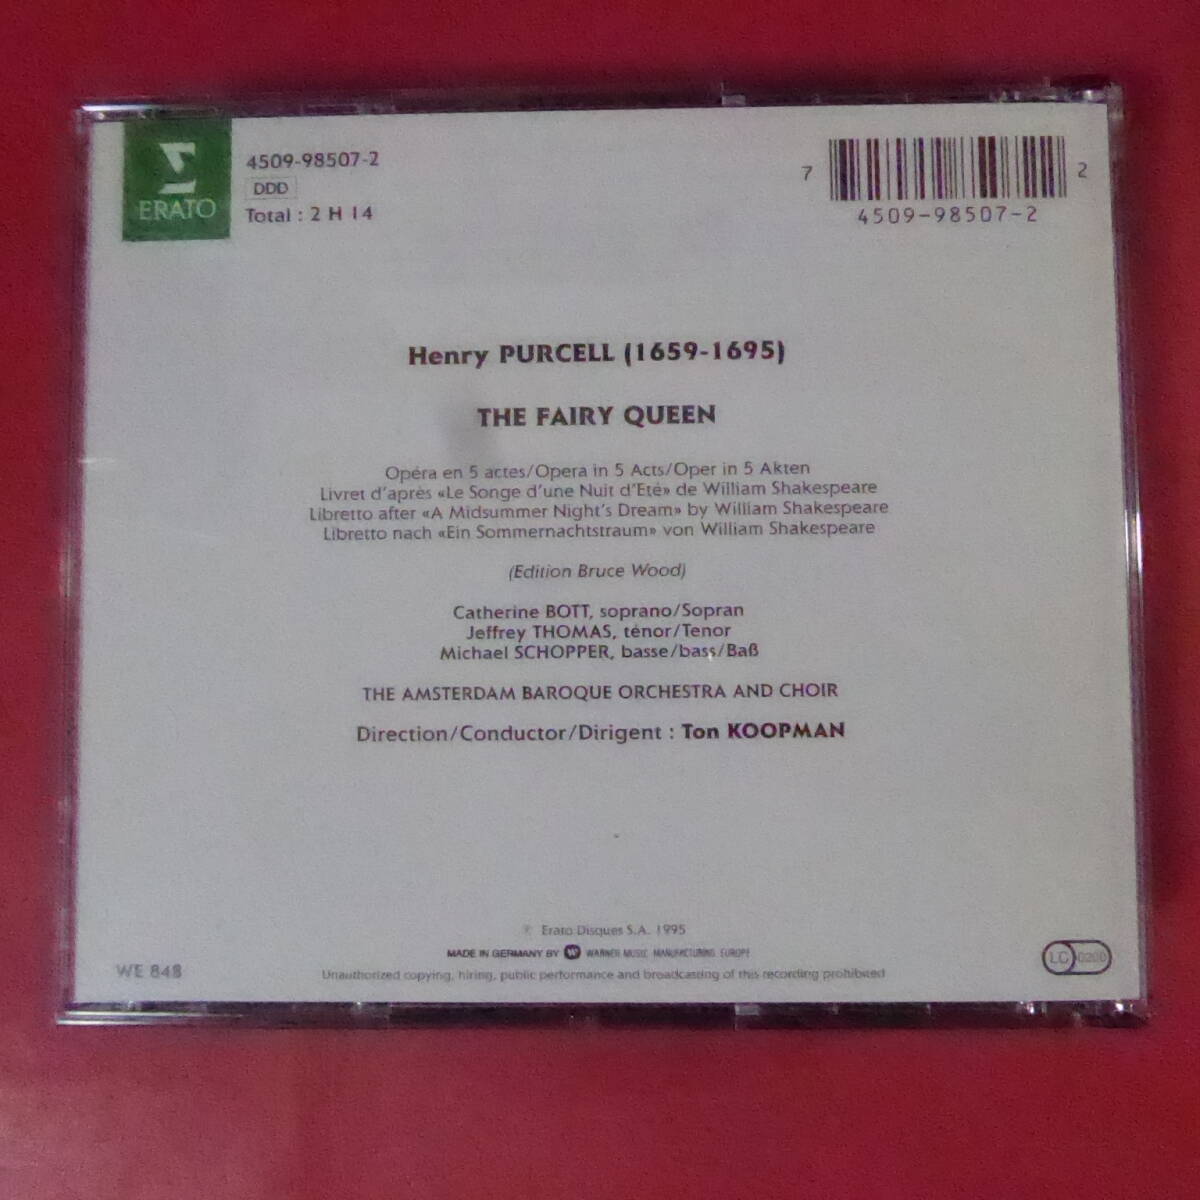 ERATO
4509-98507-2
DDD
Total : 2 H 14
7 2
4509-98507-2
Henry PURCELL (1659-1695)
THE FAIRY QUEEN
Opéra en 5 actes/Opera in 5 Acts/Oper in 5 Akten
Livret d'après «Le Songe d'une Nuit d'Eté» de William Shakespeare
Libretto after «A Midsummer Night's Dream» by William Shakespeare
Libretto nach «Ein Sommernachtstraum» von William Shakespeare
(Edition Bruce Wood)
Catherine BOTT, soprano/Sopran
Jeffrey THOMAS, ténor/Tenor
Michael SCHOPPER, basse/bass/Baß
THE AMSTERDAM BAROQUE ORCHESTRA AND CHOIR
Direction/Conductor/Dirigent : Ton KOOPMAN
℗ Erato Disques S.A. 1995
MADE IN GERMANY BY WARNER MUSIC MANUFACTURING EUROPE
WE 848
Unauthorized copying, hiring, public performance and broadcasting of this recording prohibited
LC 0200